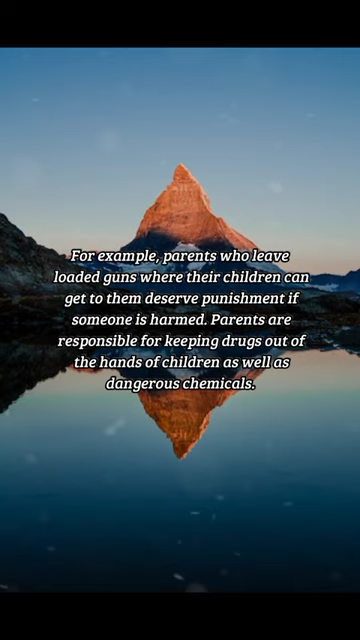 For example, parents who leave
loaded guns where their children can
get to them deserve punishment if
someone is harmed. Parents are
responsible for keeping drugs out of
the hands of children as well as
dangerous chemicals.